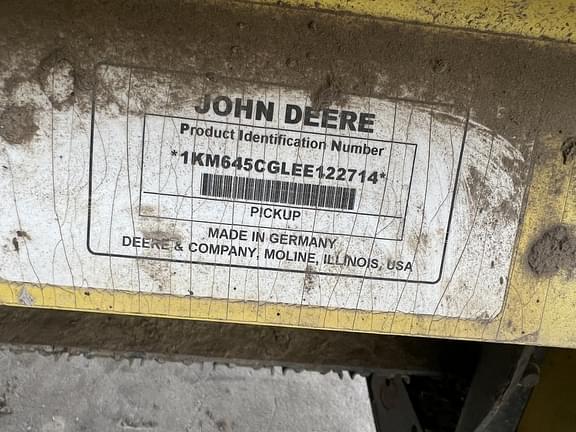 JOHN DEERE
Product Identification Number
*1KM645CGLEE122714*
PICKUP
MADE IN GERMANY
DEERE & COMPANY, MOLINE, ILLINOIS, USA